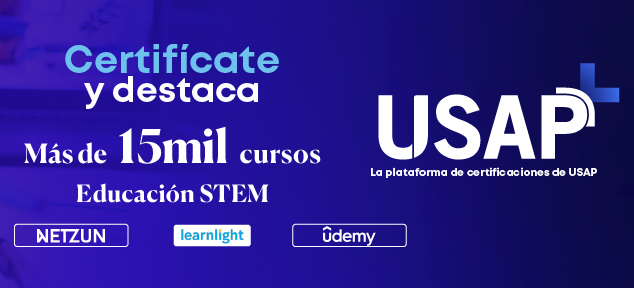 Certifícate
y destaca
Más de 15mil cursos
Educación STEM
NETZUN
learnlight
ûdemy
USAP+
La plataforma de certificaciones de USAP